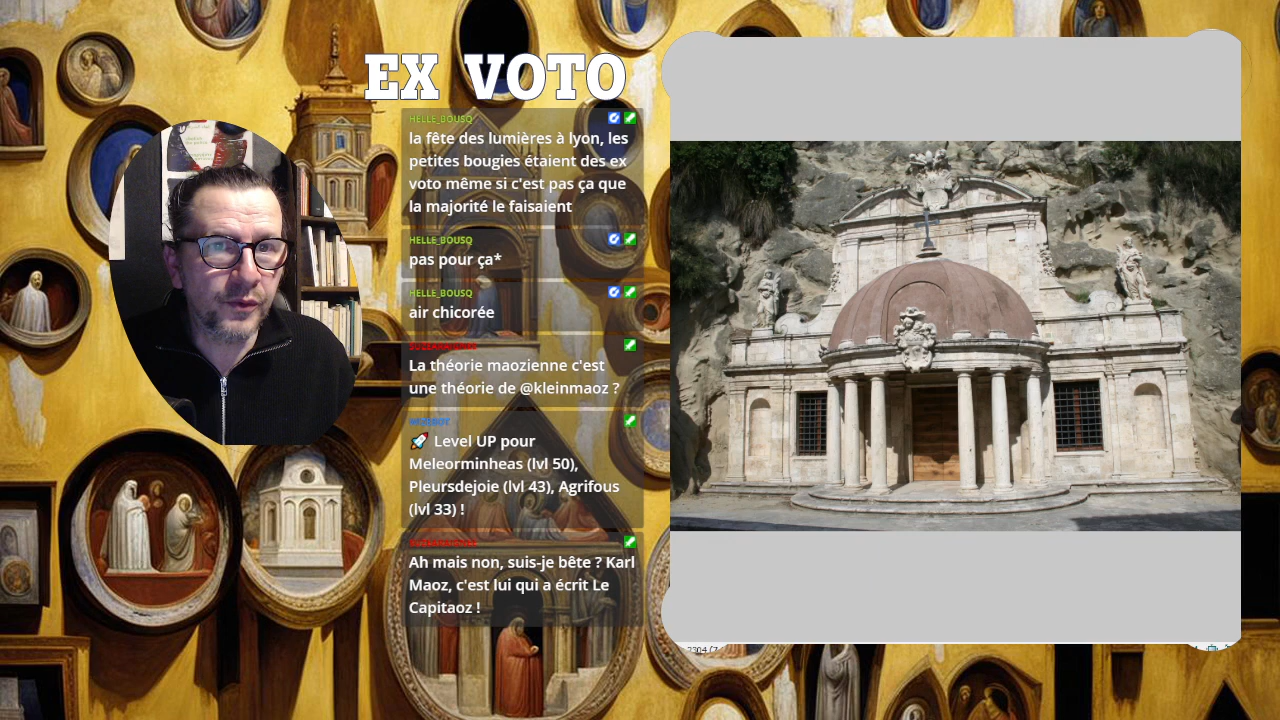 EX VOTO
HELLE_BOUSQ
la fête des lumières à lyon, les
petites bougies étaient des ex
voto même si c'est pas ça que
la majorité le faisaient
HELLE_BOUSQ
pas pour ça*
HELLE_BOUSQ
air chicorée
La théorie maozienne c'est
une théorie de @kleinmaoz ?
🚀 Level UP pour
Meleorminheas (lvl 50),
Pleursdejoie (lvl 43), Agrifous
(lvl 33) !
Ah mais non, suis-je bête ? Karl
Maoz, c'est lui qui a écrit Le
Capitaoz !